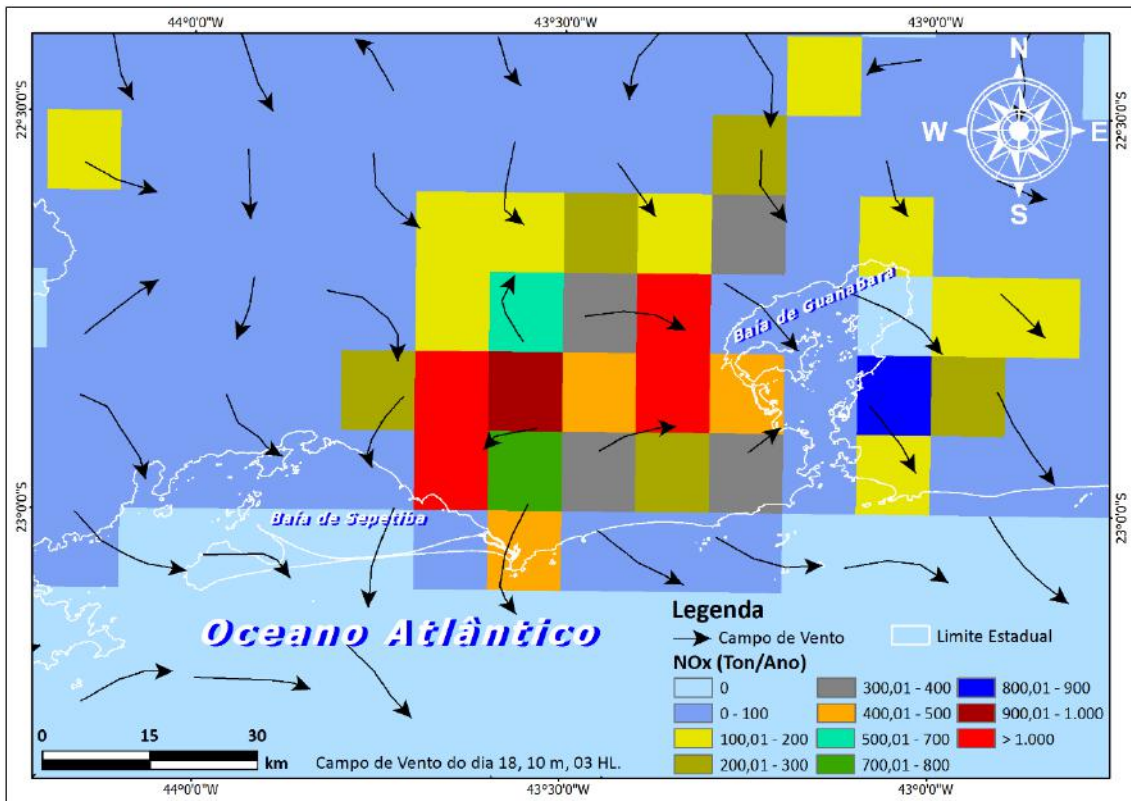 44°0'0"W 43°30'0"W 43°0'0"W
N
22°30'0"S 22°30'0"S
W E
S
Baía de Guanabara
23°0'0"S 23°0'0"S
Baía de Sepetiba
Oceano Atlântico
Legenda
Campo de Vento Limite Estadual
NOx (Ton/Ano)
0 300,01 - 400 800,01 - 900
0 - 100 400,01 - 500 900,01 - 1.000
100,01 - 200 500,01 - 700 > 1.000
200,01 - 300 700,01 - 800
0 15 30
km
Campo de Vento do dia 18, 10 m, 03 HL.
44°0'0"W 43°30'0"W 43°0'0"W